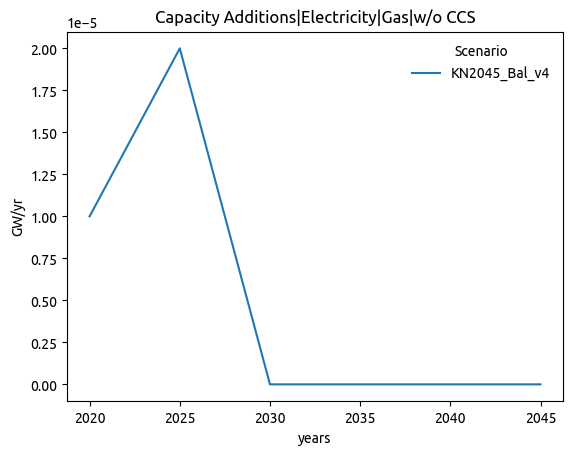 Capacity Additions|Electricity|Gas|w/o CCS
1e−5
2.00
1.75
1.50
1.25
1.00
0.75
0.50
0.25
0.00
GW/yr
Scenario
KN2045_Bal_v4
2020 2025 2030 2035 2040 2045
years